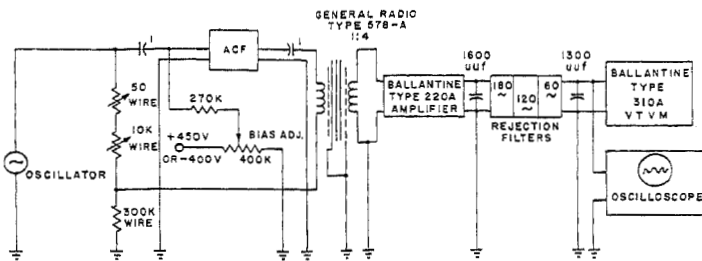 GENERAL RADIO
TYPE 578-A
1:4
1
ACF
1
1600
uuf
1300
uuf
50
WIRE
270K
BALLANTINE
TYPE 220A
AMPLIFIER
180
~
120
~
60
~
BALLANTINE
TYPE
310A
VTVM
10K
WIRE
+450V
OR-400V
BIAS ADJ.
400K
REJECTION
FILTERS
OSCILLATOR
300K
WIRE
OSCILLOSCOPE